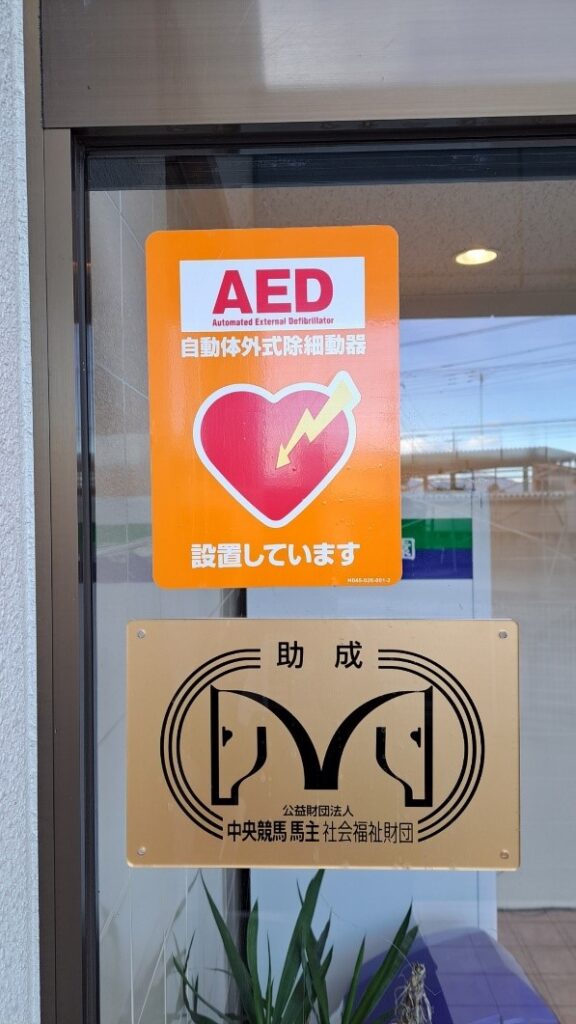 AED
Automated External Defibrillator
自動体外式除細動器
設置しています
助成
公益財団法人
中央競馬馬主社会福祉財団